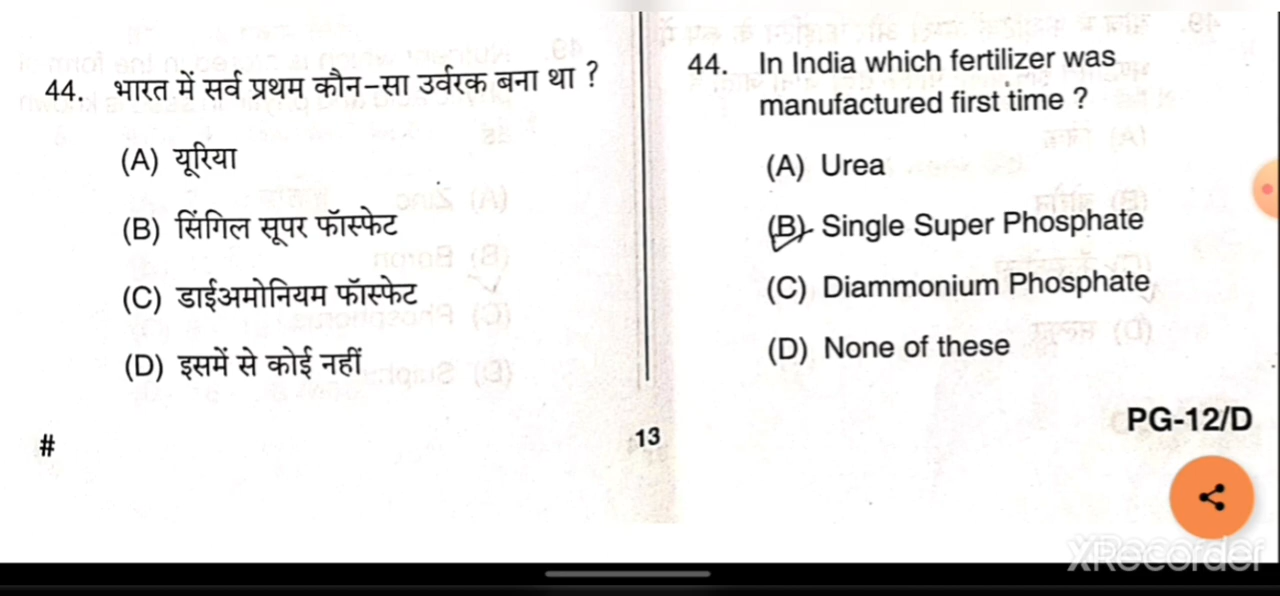 44. भारत में सर्व प्रथम कौन-सा उर्वरक बना था ?
(A) यूरिया
(B) सिंगिल सूपर फॉस्फेट
(C) डाईअमोनियम फॉस्फेट
(D) इसमें से कोई नहीं
#
13
44. In India which fertilizer was
manufactured first time ?
(A) Urea
(B) Single Super Phosphate
(C) Diammonium Phosphate
(D) None of these
PG-12/D
XRecorder